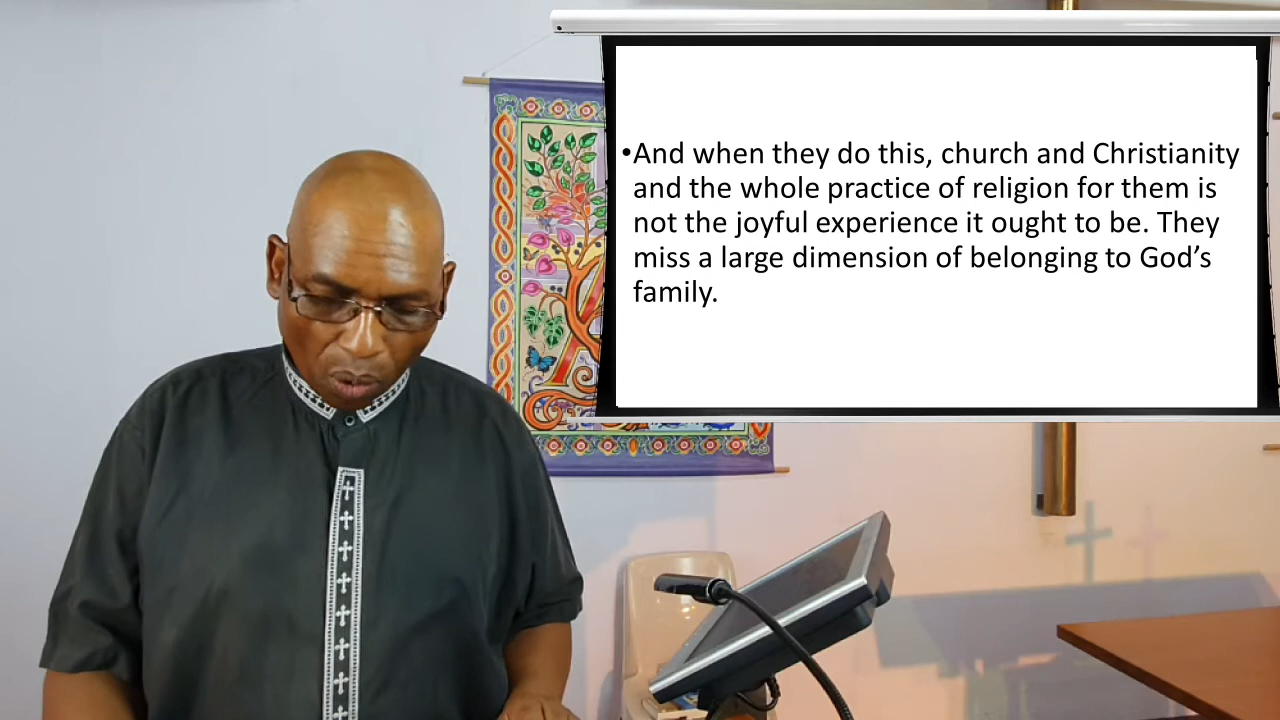 •And when they do this, church and Christianity
and the whole practice of religion for them is
not the joyful experience it ought to be. They
miss a large dimension of belonging to God’s
family.